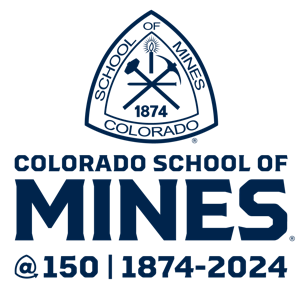 SCHOOL OF MINES
1874
COLORADO
®
COLORADO SCHOOL OF
MINES®
@150 | 1874-2024